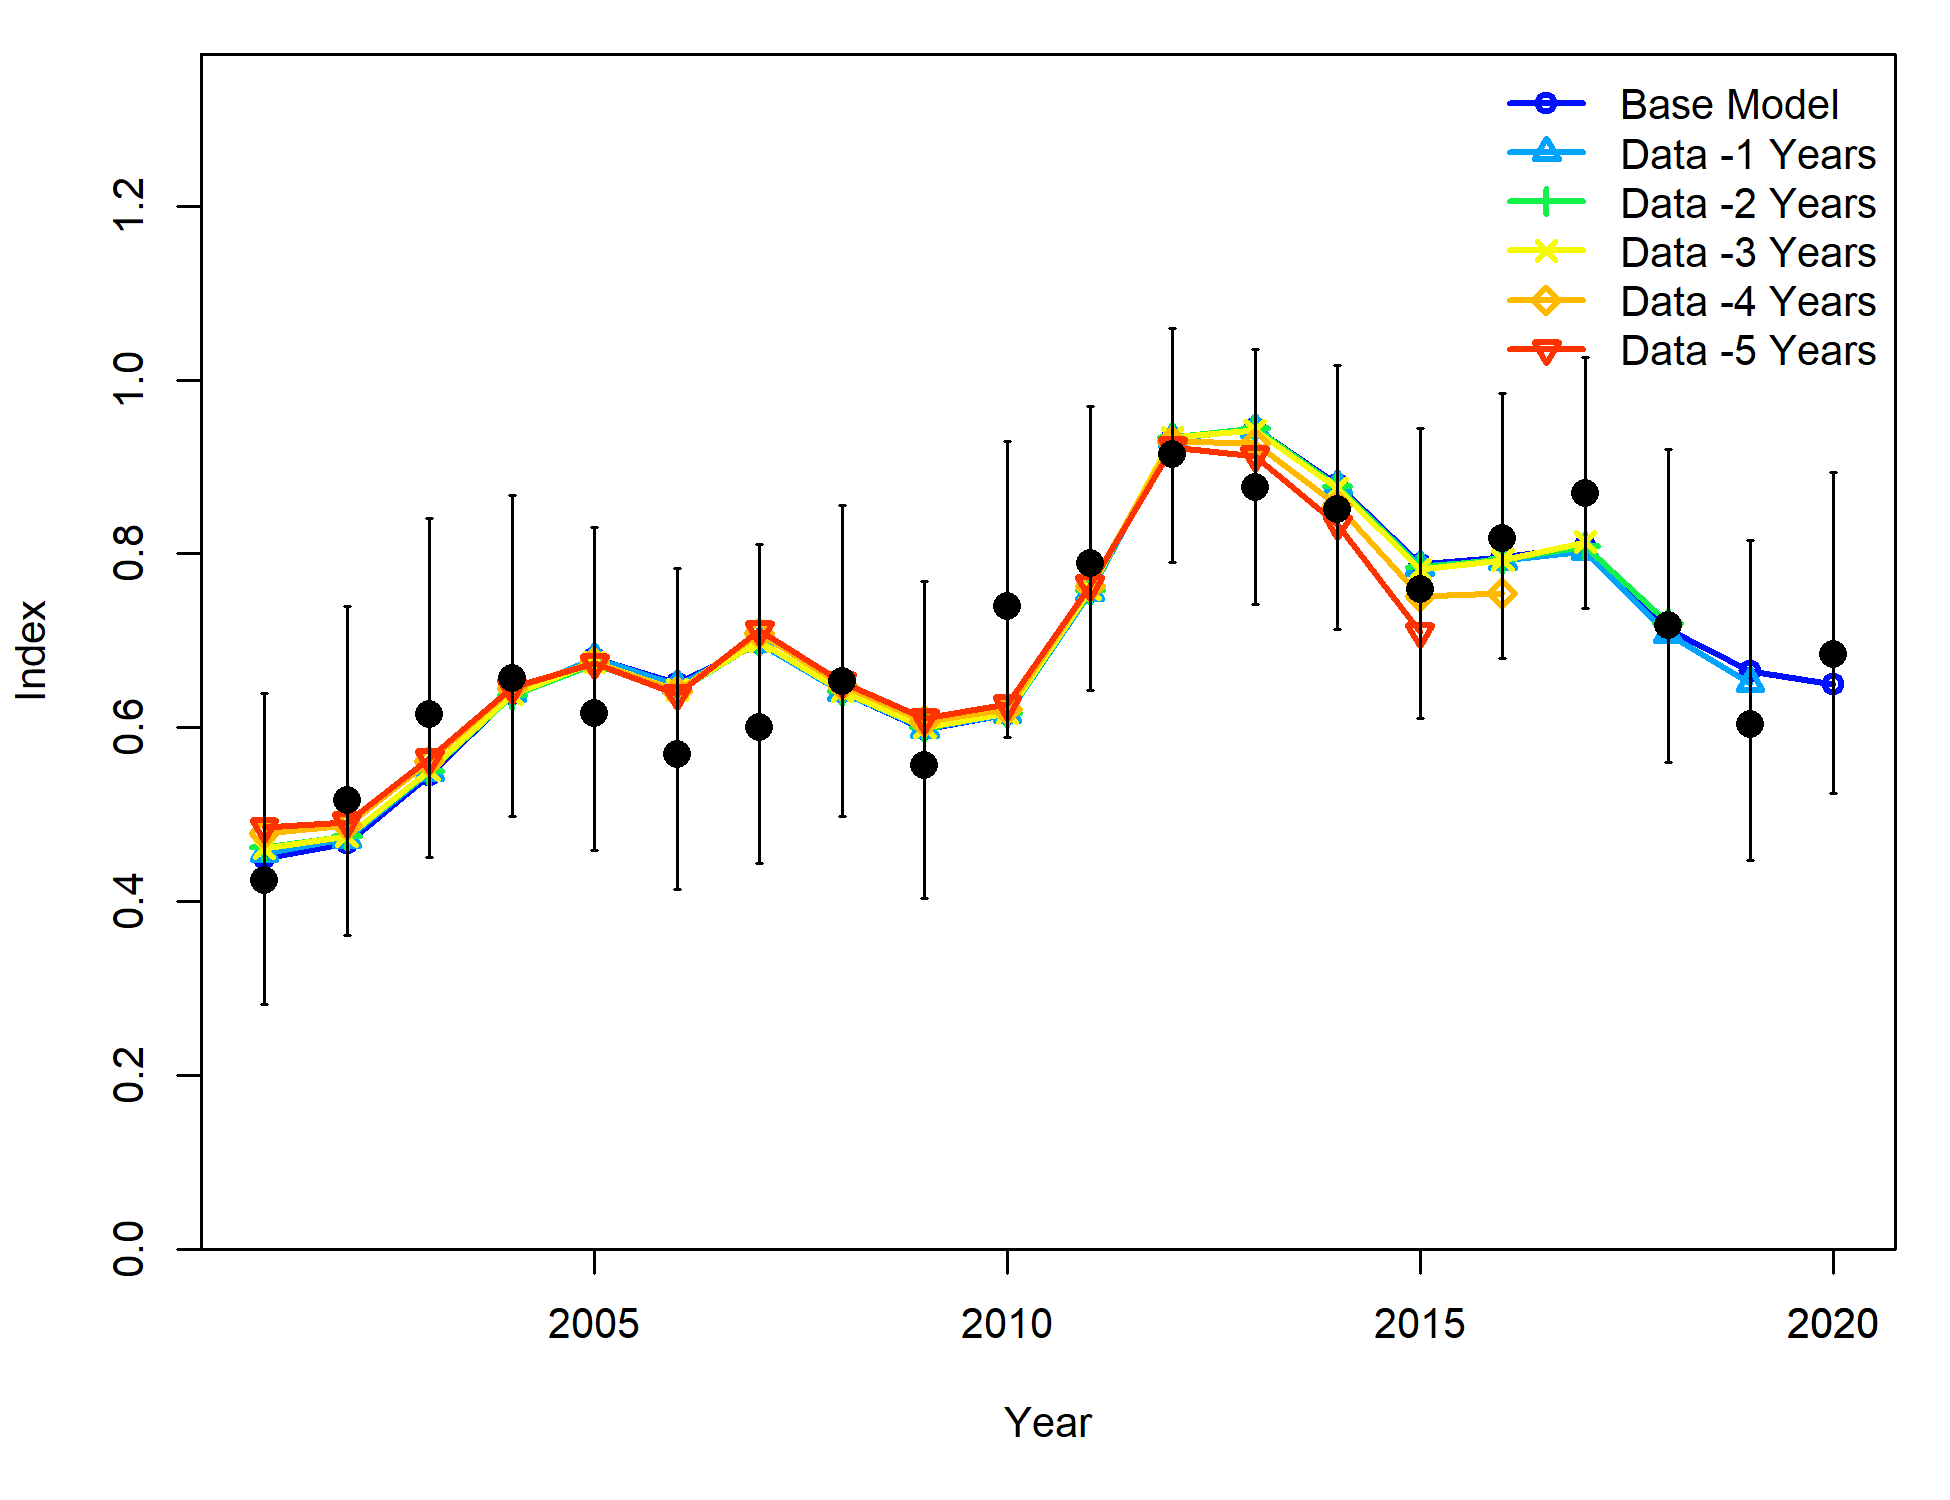 Base Model
Data -1 Years
Data -2 Years
Data -3 Years
Data -4 Years
Data -5 Years
1.2
1.0
0.8
0.6
0.4
0.2
0.0
Index
2005
2010
2015
2020
Year